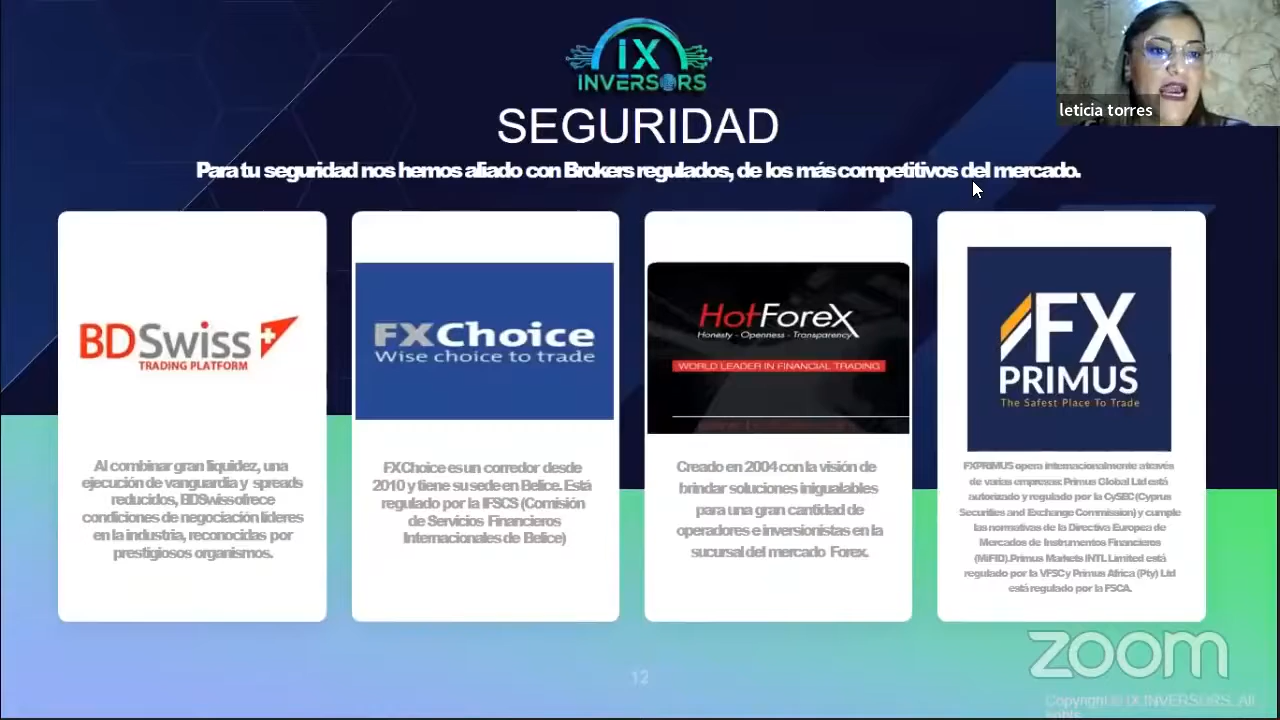 iX
INVERSORS
leticia torres
SEGURIDAD
Para tu seguridad nos hemos aliado con Brokers regulados, de los más competitivos del mercado.
BDSwiss
TRADING PLATFORM
Al combinar gran liquidez, una
ejecución de vanguardia y spreads
reducidos, BDSwiss ofrece
condiciones de negociación líderes
en la industria, reconocidas por
prestigiosos organismos.
FXChoice
Wise choice to trade
FXChoice es un corredor desde
2010 y tiene su sede en Belice. Está
regulado por la IFSCS (Comisión
de Servicios Financieros
Internacionales de Belice)
HotForex
Honesty - Openness - Transparency
WORLD LEADER IN FINANCIAL TRADING
Creado en 2004 con la visión de
brindar soluciones inigualables
para una gran cantidad de
operadores e inversionistas en la
sucursal del mercado Forex.
FX
PRIMUS
The Safest Place To Trade
FXPRIMUS opera internacionalmente a través
de varias empresas: Primus Global Ltd está
autorizado y regulado por la CySEC (Cyprus
Securities and Exchange Commission) y cumple
las normativas de la Directiva Europea de
Mercados de Instrumentos Financieros
(MiFID).Primus Markets INTL Limited está
regulado por la VFSC y Primus Africa (Pty) Ltd
está regulado por la FSCA.
12
zoom
Copyright © IX INVERSORS. All